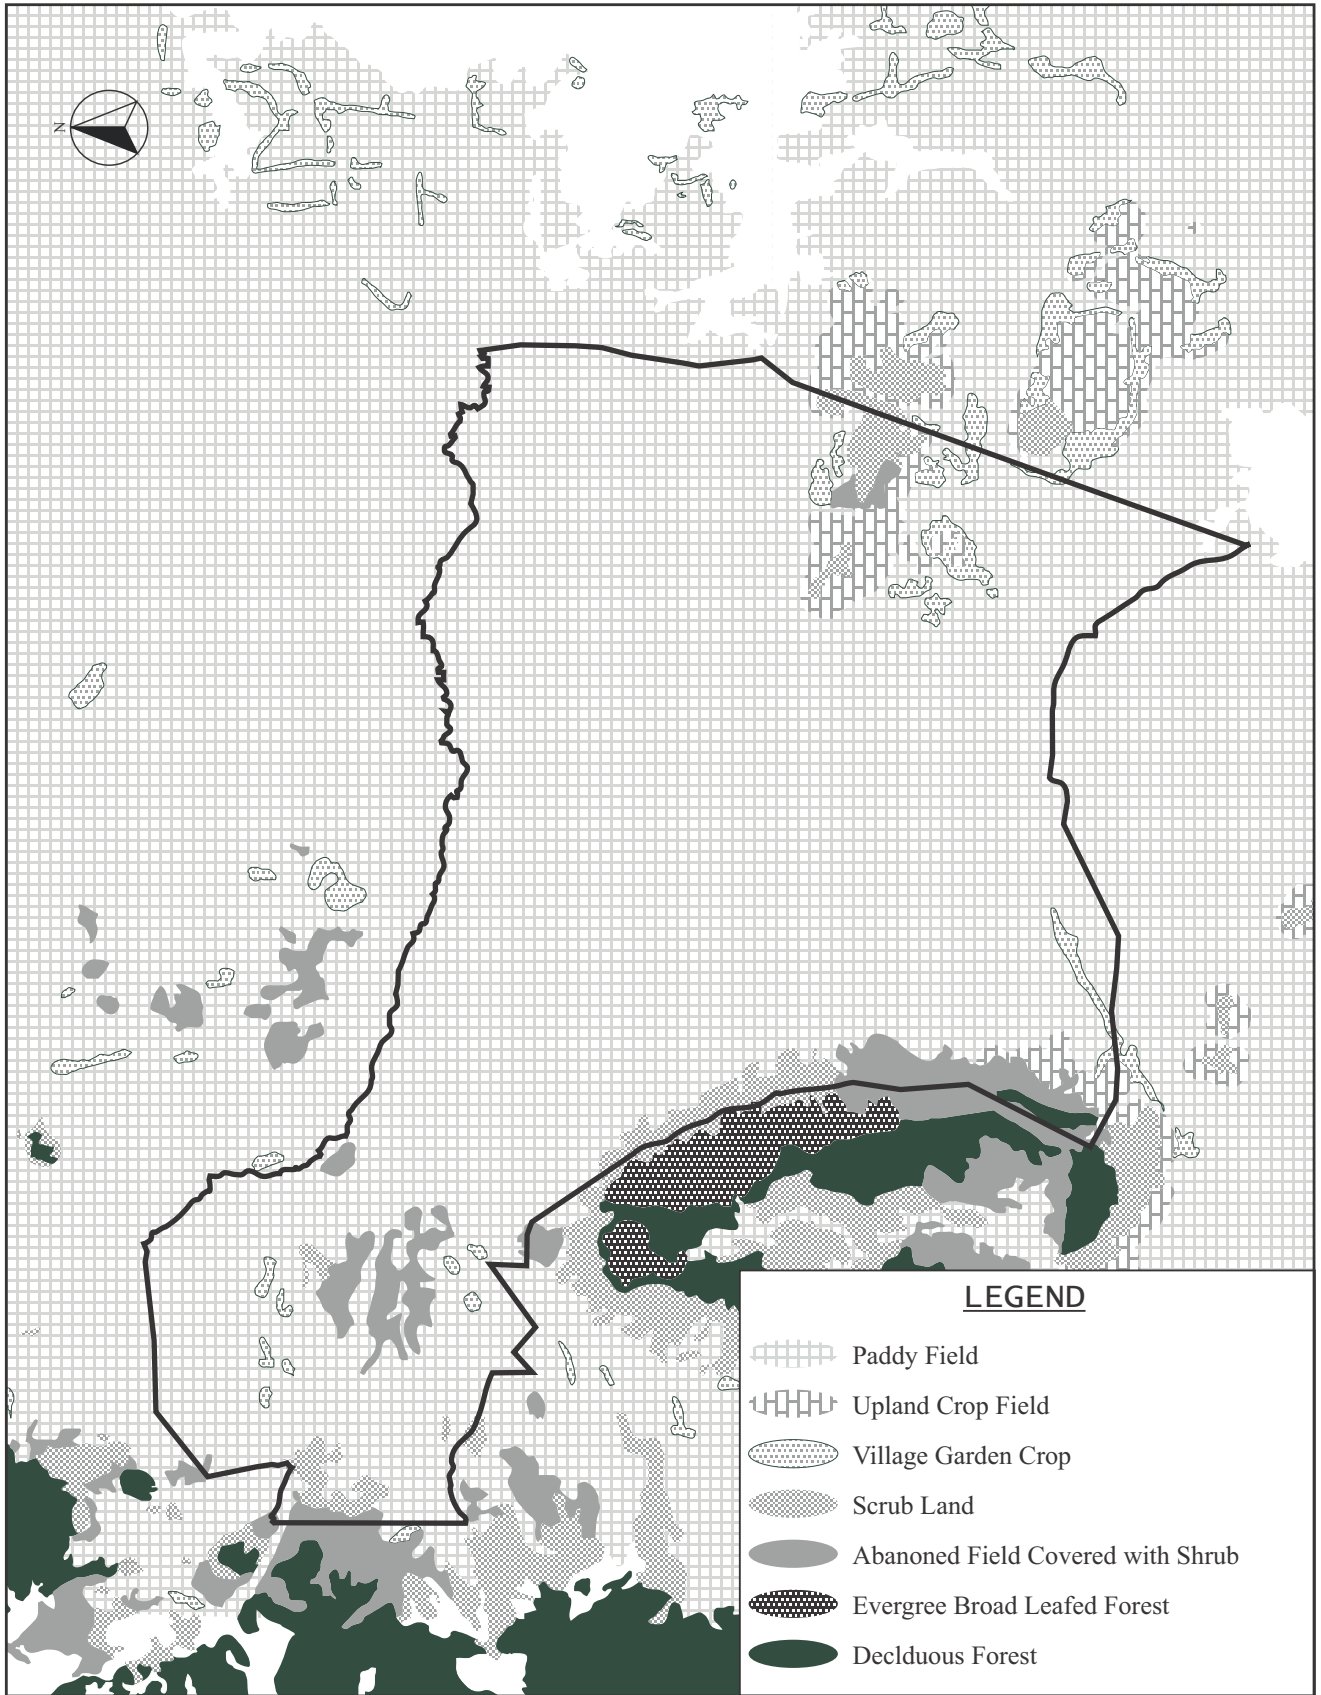 N
LEGEND
Paddy Field
Upland Crop Field
Village Garden Crop
Scrub Land
Abanoned Field Covered with Shrub
Evergree Broad Leafed Forest
Declduous Forest